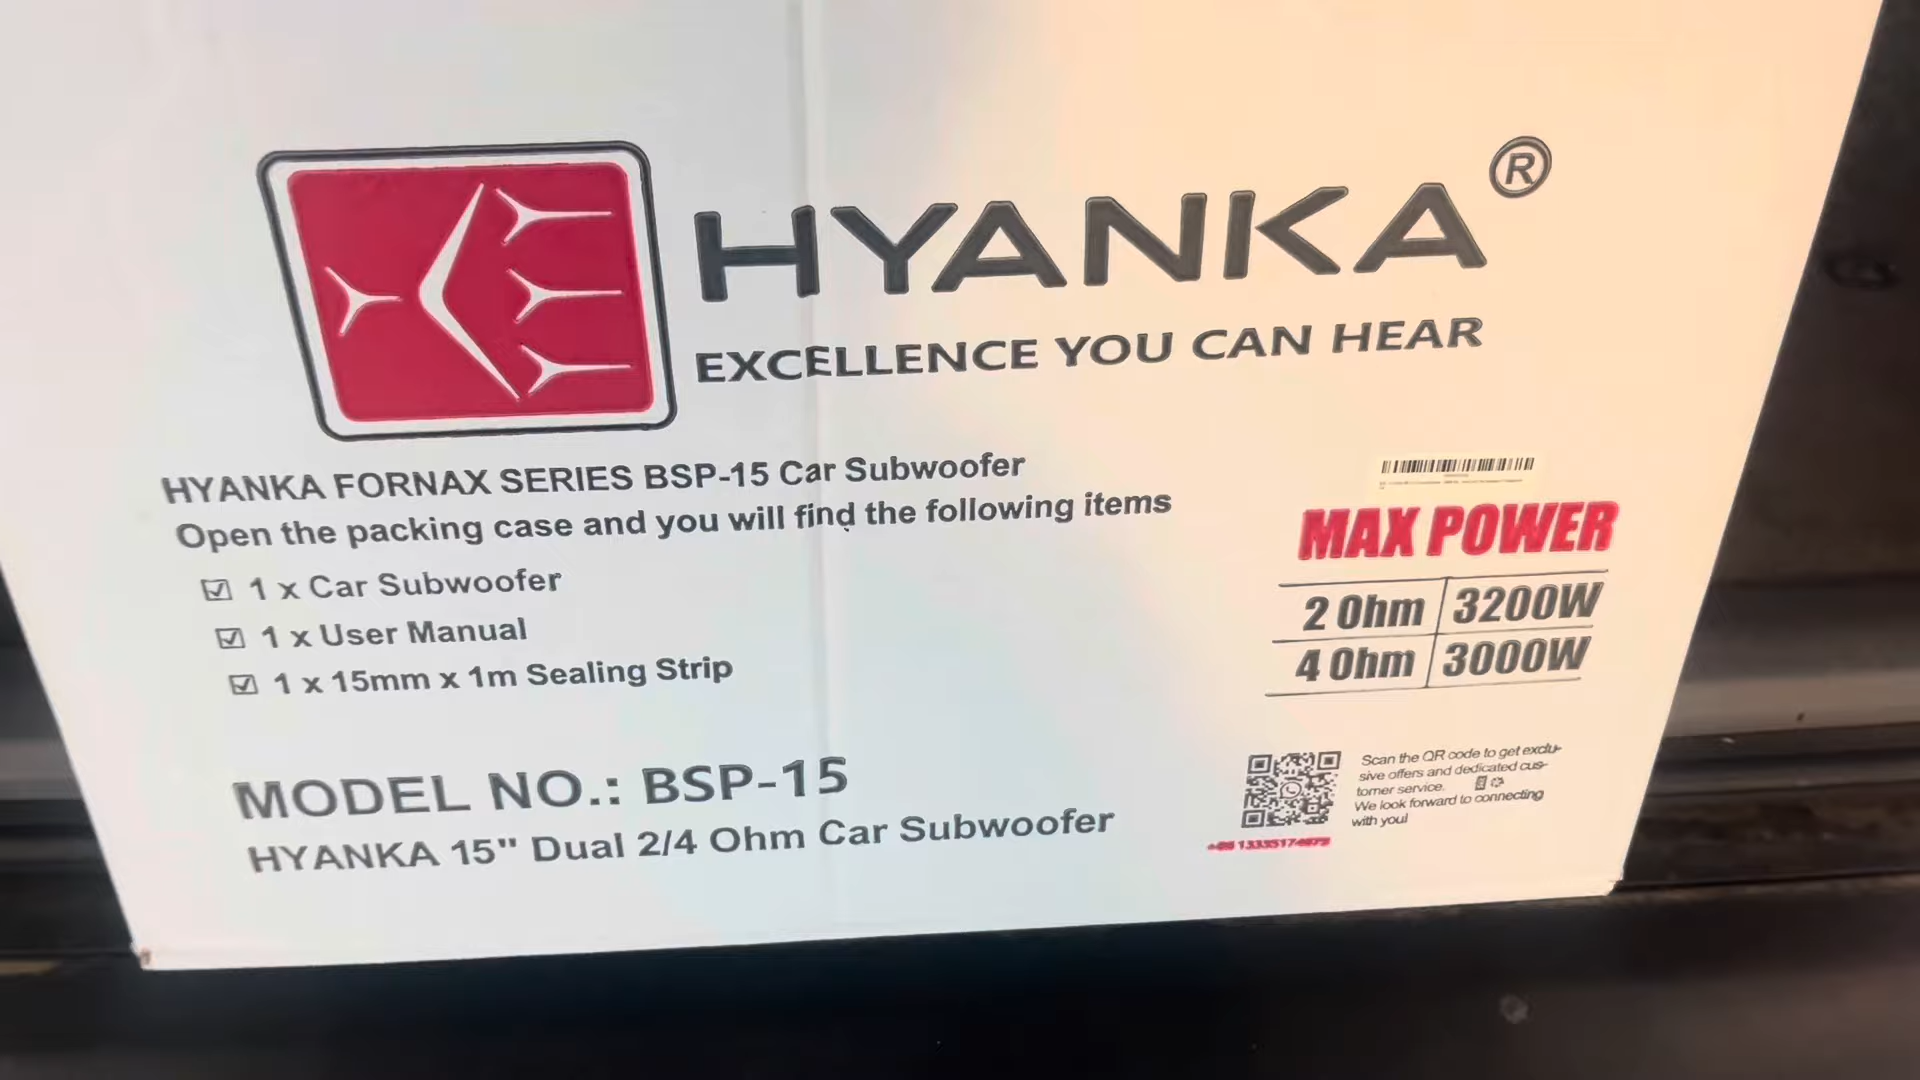 HYANKA®
EXCELLENCE YOU CAN HEAR
HYANKA FORNAX SERIES BSP-15 Car Subwoofer
Open the packing case and you will find the following items
☑ 1 x Car Subwoofer
☑ 1 x User Manual
☑ 1 x 15mm x 1m Sealing Strip
MAX POWER
2 Ohm 3200W
4 Ohm 3000W
MODEL NO.: BSP-15
HYANKA 15" Dual 2/4 Ohm Car Subwoofer
Scan the QR code to get exclu-
sive offers and dedicated cus-
tomer service.
We look forward to connecting
with you!